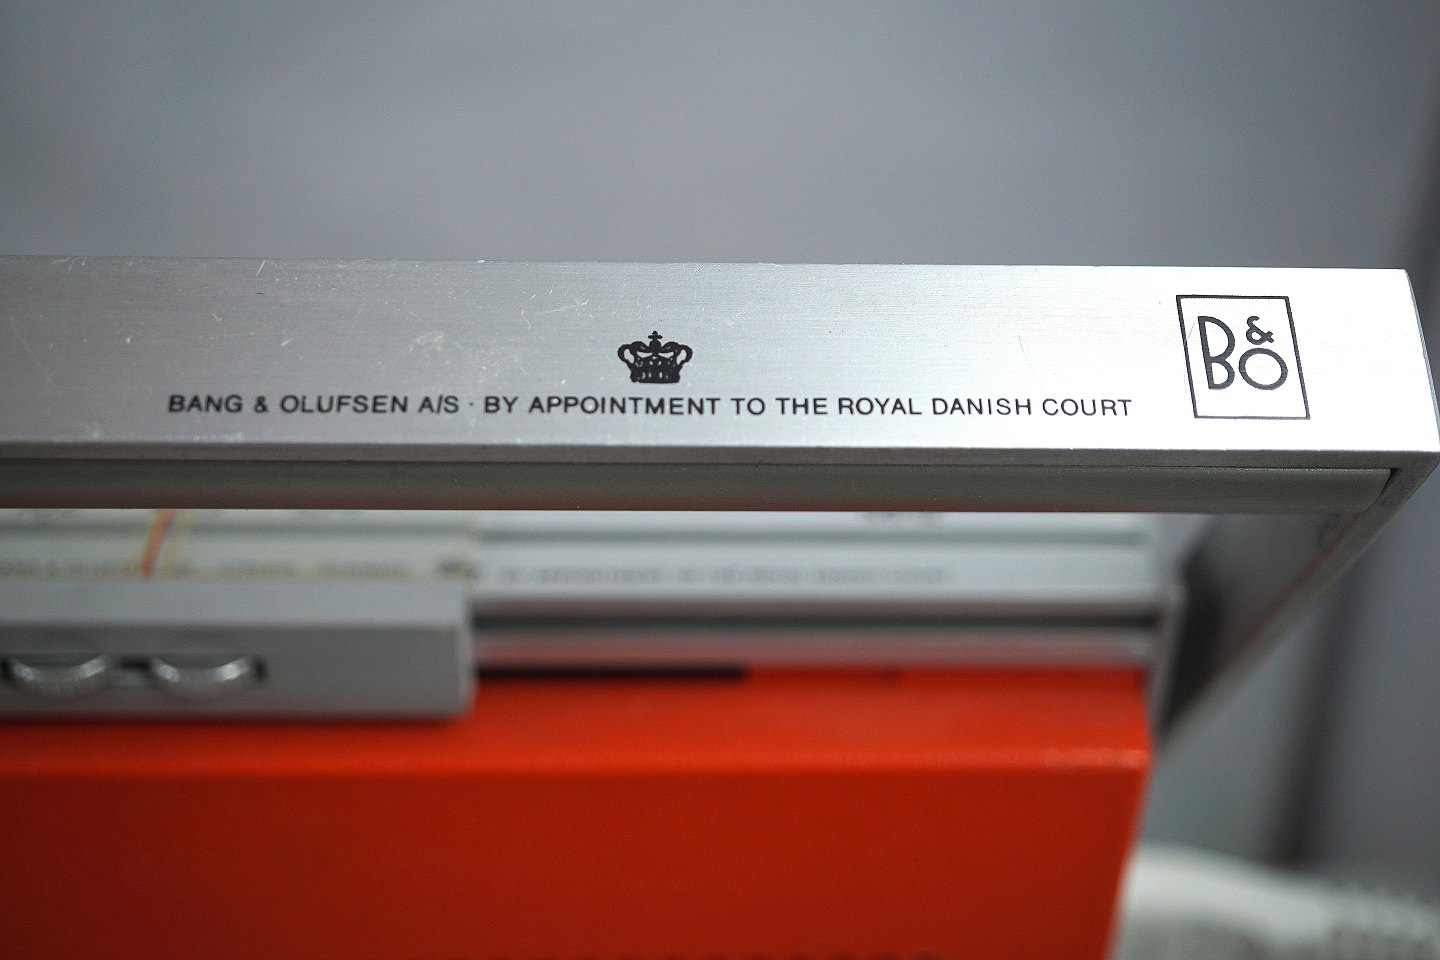 BANG & OLUFSEN A/S · BY APPOINTMENT TO THE ROYAL DANISH COURT
B&O